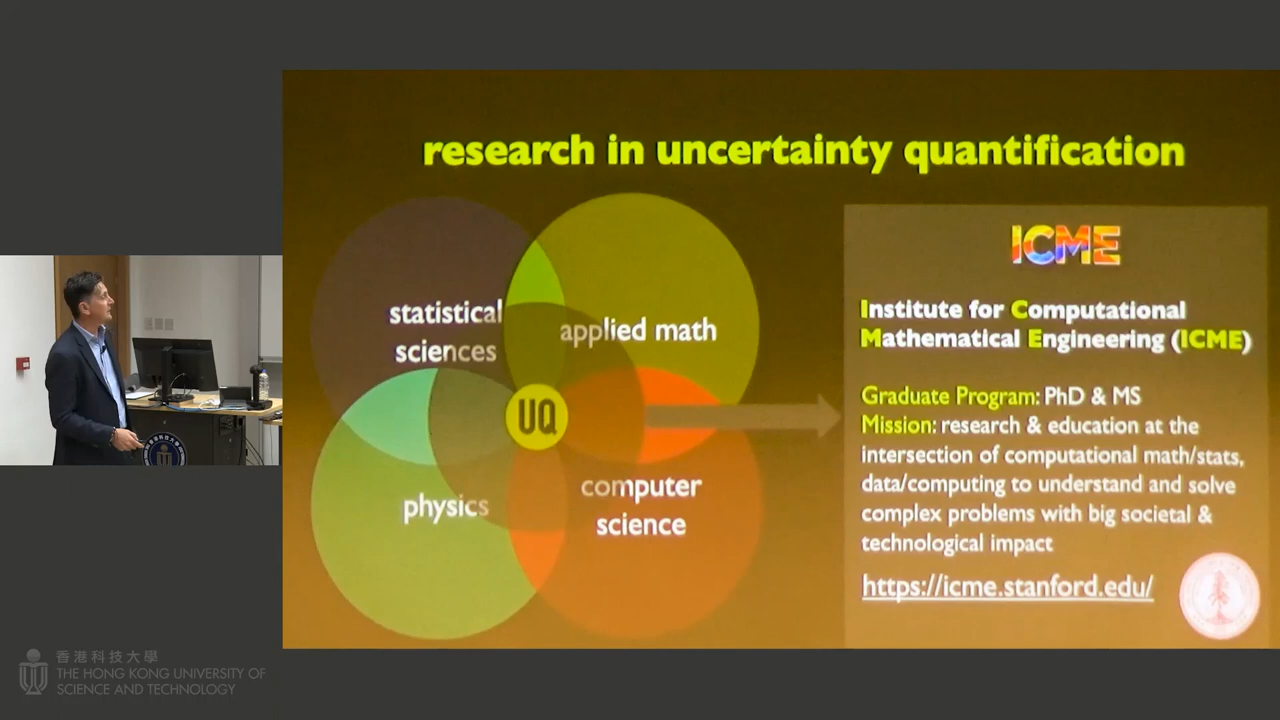 research in uncertainty quantification
statistical
sciences
applied math
UQ
physics
computer
science
ICME
Institute for Computational
Mathematical Engineering (ICME)
Graduate Program: PhD & MS
Mission: research & education at the
intersection of computational math/stats,
data/computing to understand and solve
complex problems with big societal &
technological impact
https://icme.stanford.edu/
香港科技大學
THE HONG KONG UNIVERSITY OF
SCIENCE AND TECHNOLOGY